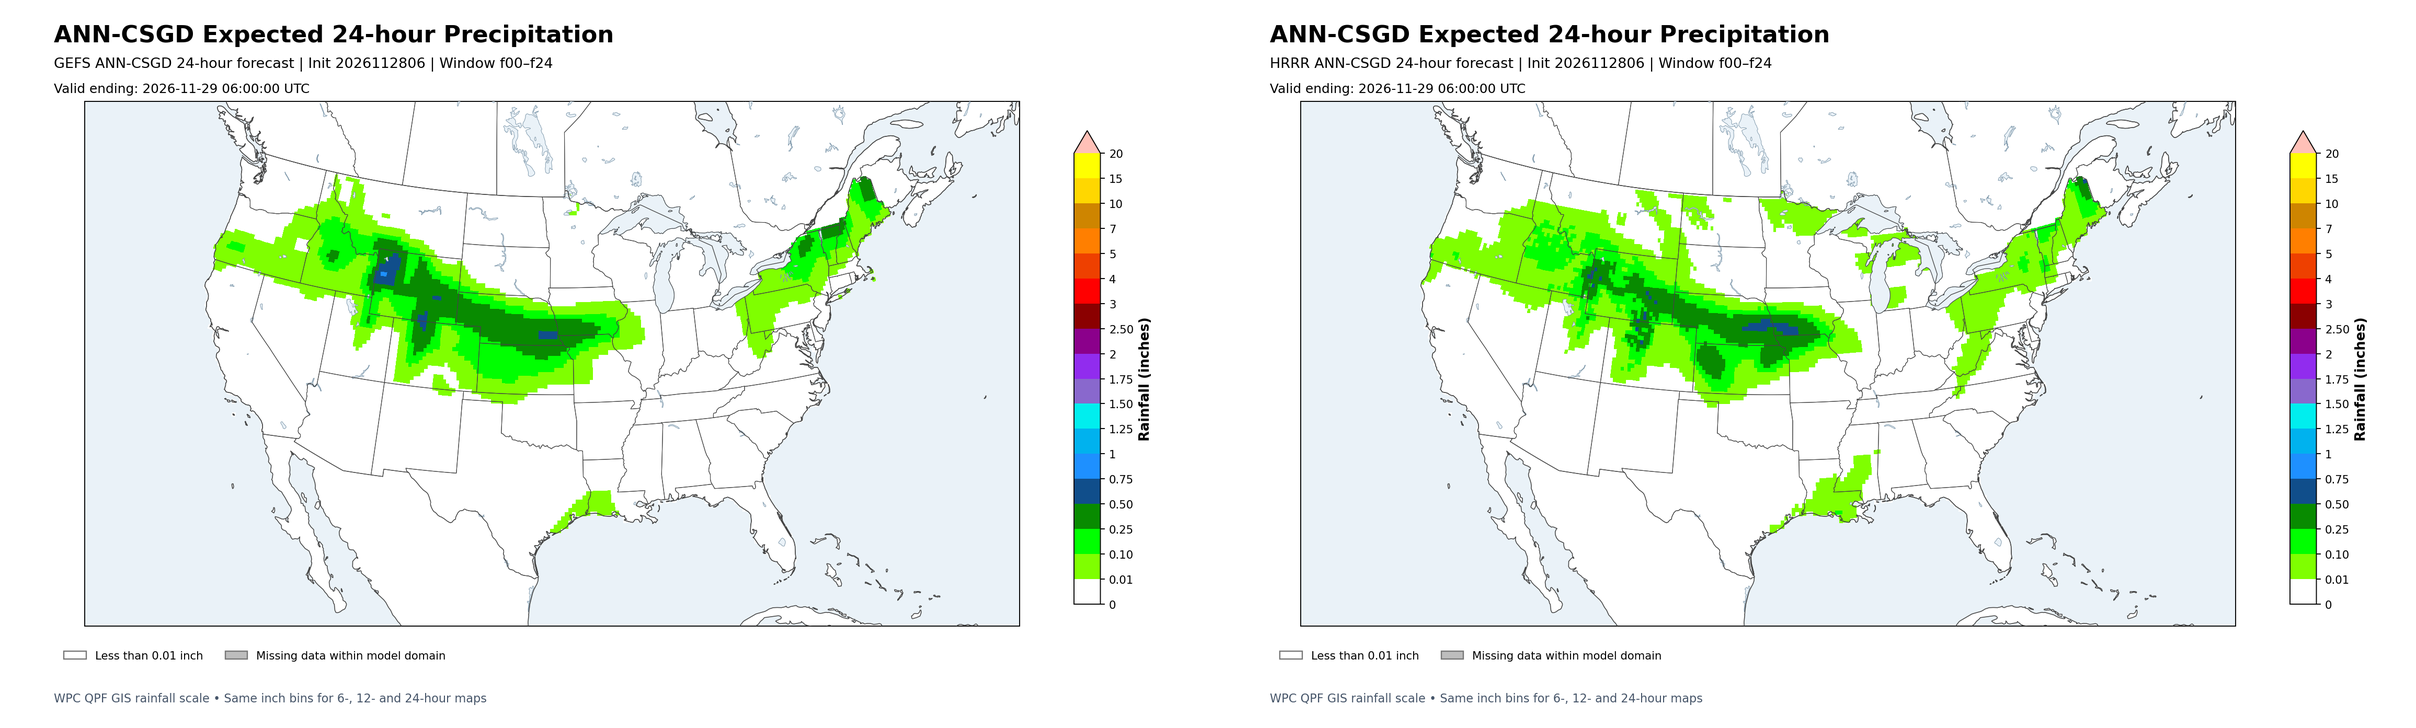 ANN-CSGD Expected 24-hour Precipitation
GEFS ANN-CSGD 24-hour forecast | Init 2026112806 | Window f00–f24
Valid ending: 2026-11-29 06:00:00 UTC
20
15
10
7
5
4
3
2.50
2
1.75
1.50
1.25
1
0.75
0.50
0.25
0.10
0.01
0
Rainfall (inches)
Less than 0.01 inch
Missing data within model domain
WPC QPF GIS rainfall scale • Same inch bins for 6-, 12- and 24-hour maps
ANN-CSGD Expected 24-hour Precipitation
HRRR ANN-CSGD 24-hour forecast | Init 2026112806 | Window f00–f24
Valid ending: 2026-11-29 06:00:00 UTC
20
15
10
7
5
4
3
2.50
2
1.75
1.50
1.25
1
0.75
0.50
0.25
0.10
0.01
0
Rainfall (inches)
Less than 0.01 inch
Missing data within model domain
WPC QPF GIS rainfall scale • Same inch bins for 6-, 12- and 24-hour maps